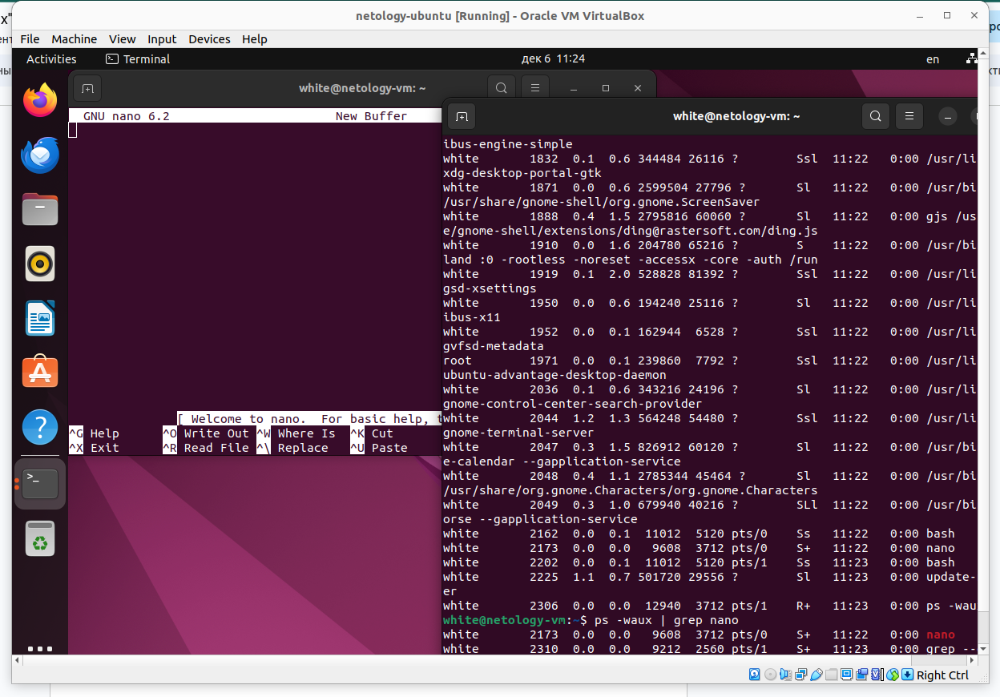 netology-ubuntu [Running] - Oracle VM VirtualBox
File Machine View Input Devices Help
Activities Terminal дек 6 11:24 en
white@netology-vm: ~
GNU nano 6.2 New Buffer
[ Welcome to nano. For basic help, t
^G Help ^O Write Out ^W Where Is ^K Cut
^X Exit ^R Read File ^\ Replace ^U Paste
white@netology-vm: ~
ibus-engine-simple
white 1832 0.1 0.6 344484 26116 ? Ssl 11:22 0:00 /usr/li
xdg-desktop-portal-gtk
white 1871 0.0 0.6 2599504 27796 ? Sl 11:22 0:00 /usr/bi
/usr/share/gnome-shell/org.gnome.ScreenSaver
white 1888 0.4 1.5 2795816 60060 ? Sl 11:22 0:00 gjs /us
e/gnome-shell/extensions/ding@rastersoft.com/ding.js
white 1910 0.0 1.6 204780 65216 ? S 11:22 0:00 /usr/bi
land :0 -rootless -noreset -accessx -core -auth /run
white 1919 0.1 2.0 528828 81392 ? Ssl 11:22 0:00 /usr/li
gsd-xsettings
white 1950 0.0 0.6 194240 25116 ? Sl 11:22 0:00 /usr/li
ibus-x11
white 1952 0.0 0.1 162944 6528 ? Ssl 11:22 0:00 /usr/li
gvfsd-metadata
root 1971 0.0 0.1 239860 7792 ? Ssl 11:22 0:00 /usr/li
ubuntu-advantage-desktop-daemon
white 2036 0.1 0.6 343216 24196 ? Sl 11:22 0:00 /usr/li
gnome-control-center-search-provider
white 2044 1.2 1.3 564248 54480 ? Ssl 11:22 0:00 /usr/li
gnome-terminal-server
white 2047 0.3 1.5 826912 60120 ? Sl 11:22 0:00 /usr/bi
e-calendar --gapplication-service
white 2048 0.4 1.1 2785344 45464 ? Sl 11:22 0:00 /usr/bi
/usr/share/org.gnome.Characters/org.gnome.Characters
white 2049 0.3 1.0 679940 40216 ? SLl 11:22 0:00 /usr/bi
orse --gapplication-service
white 2162 0.0 0.1 11012 5120 pts/0 Ss 11:22 0:00 bash
white 2173 0.0 0.0 9608 3712 pts/0 S+ 11:22 0:00 nano
white 2202 0.0 0.1 11012 5120 pts/1 Ss 11:23 0:00 bash
white 2225 1.1 0.7 501720 29556 ? Sl 11:23 0:00 update-
er
white 2306 0.0 0.0 12940 3712 pts/1 R+ 11:23 0:00 ps -wau
white@netology-vm:~$ ps -waux | grep nano
white 2173 0.0 0.0 9608 3712 pts/0 S+ 11:22 0:00 nano
white 2310 0.0 0.0 9212 2560 pts/1 S+ 11:23 0:00 grep --
Right Ctrl